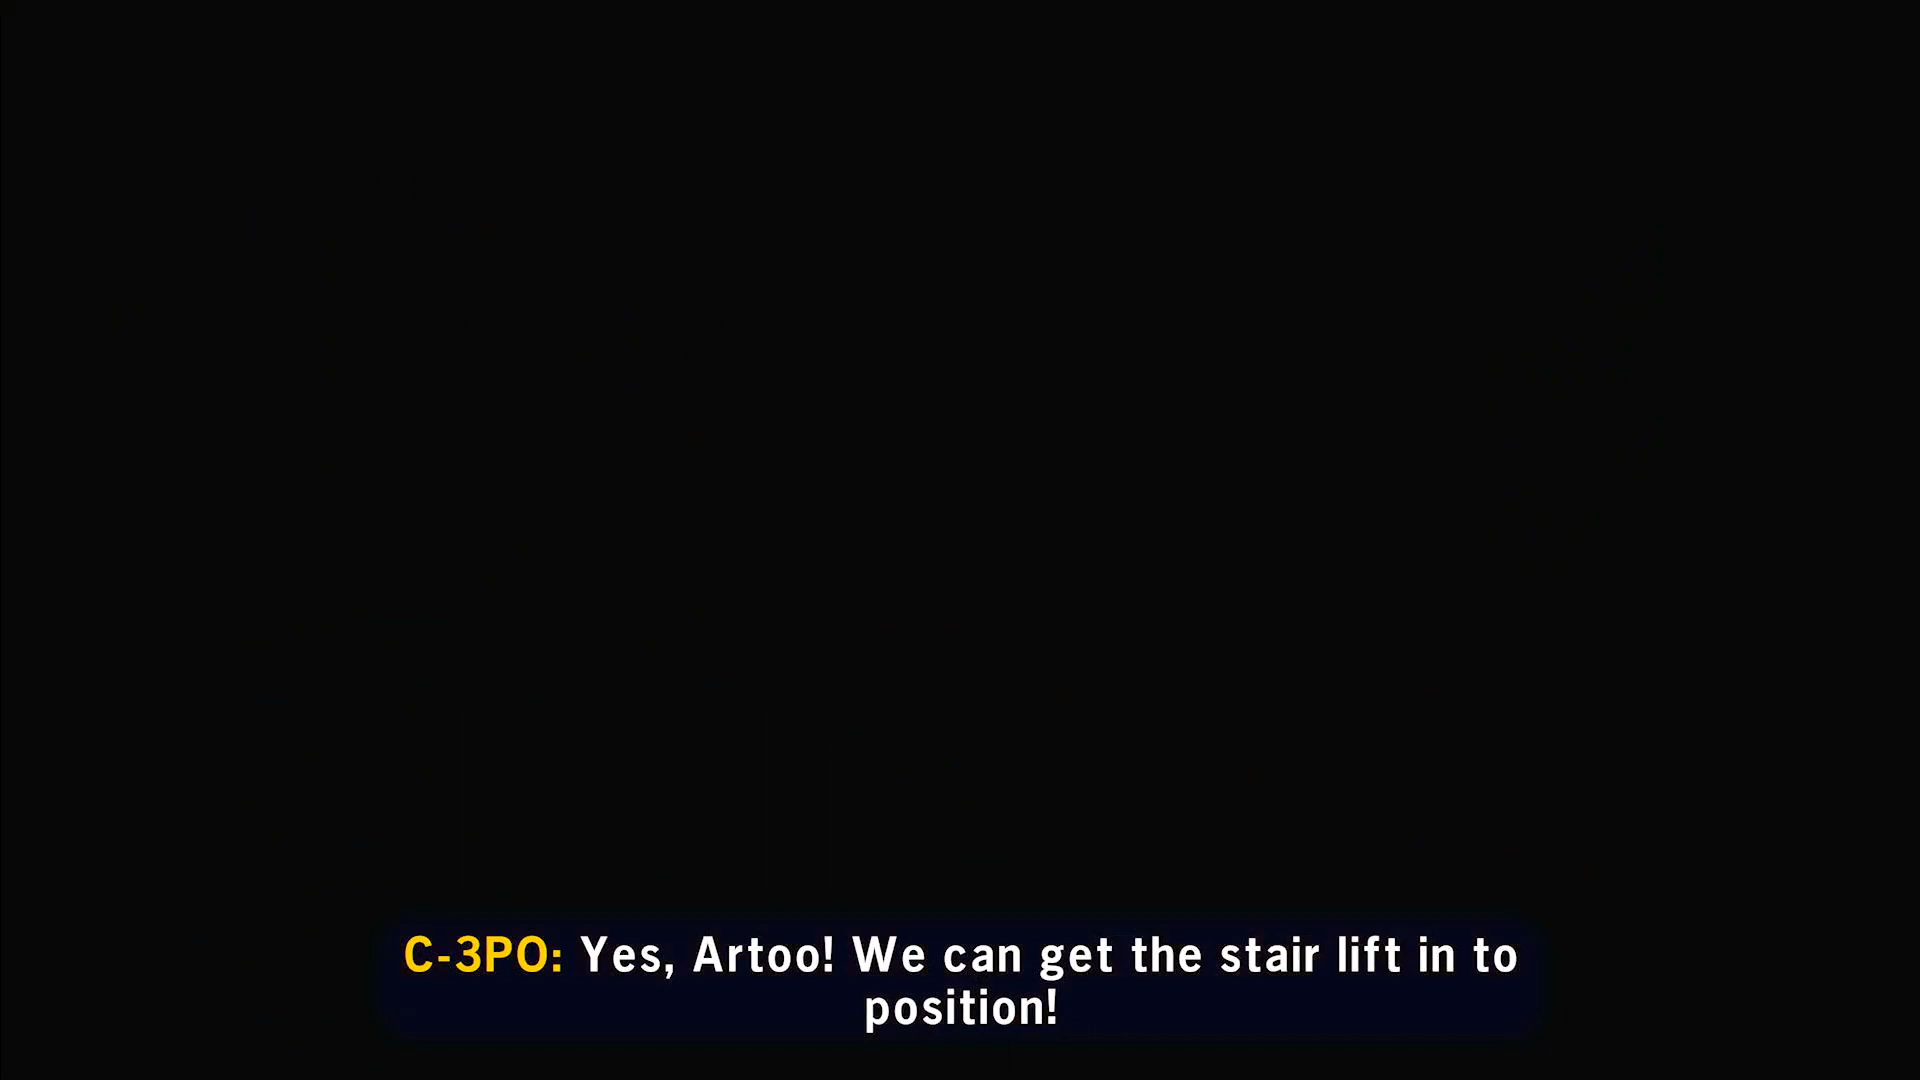 C-3PO: Yes, Artoo! We can get the stair lift in to
position!